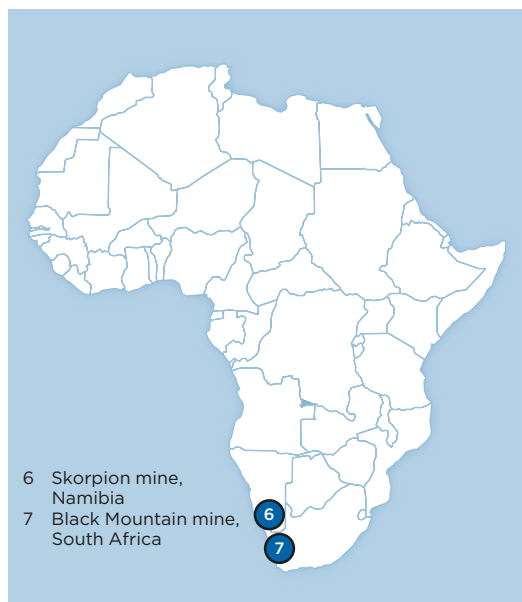 6 Skorpion mine,
Namibia
7 Black Mountain mine,
South Africa
6
7